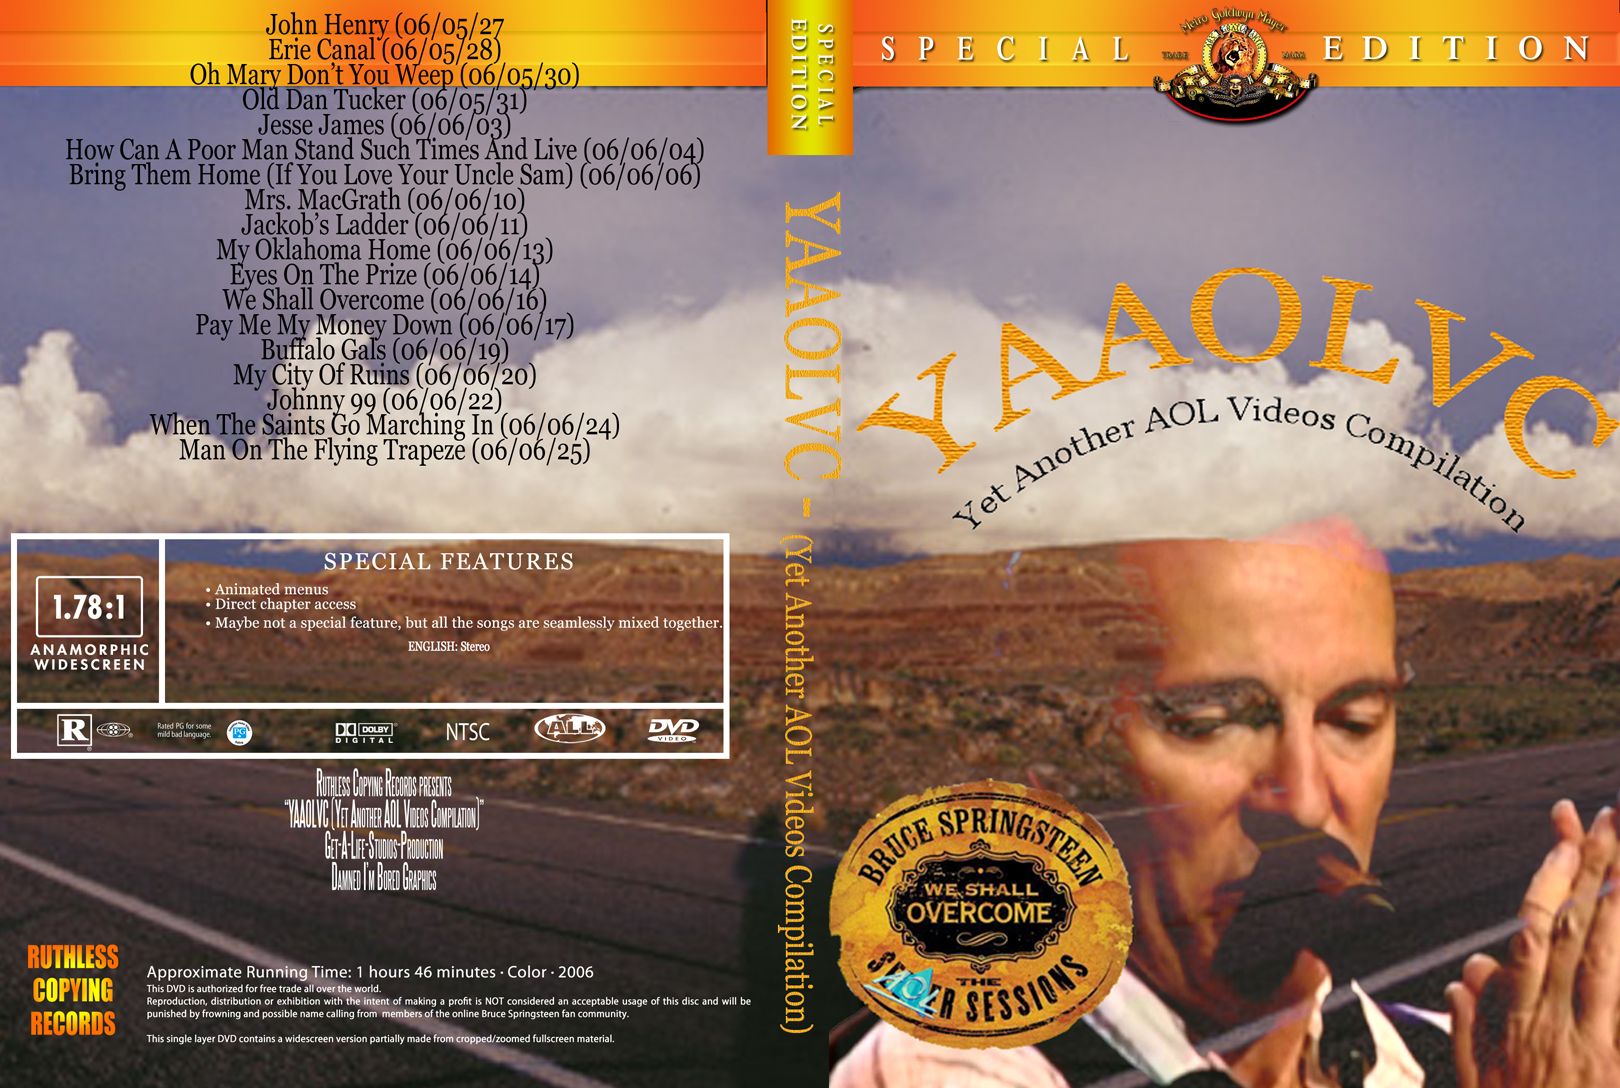 John Henry (06/05/27
Erie Canal (06/05/28)
Oh Mary Don't You Weep (06/05/30)
Old Dan Tucker (06/05/31)
Jesse James (06/06/03)
How Can A Poor Man Stand Such Times And Live (06/06/04)
Bring Them Home (If You Love Your Uncle Sam) (06/06/06)
Mrs. MacGrath (06/06/10)
Jackob's Ladder (06/06/11)
My Oklahoma Home (06/06/13)
Eyes On The Prize (06/06/14)
We Shall Overcome (06/06/16)
Pay Me My Money Down (06/06/17)
Buffalo Gals (06/06/19)
My City Of Ruins (06/06/20)
Johnny 99 (06/06/22)
When The Saints Go Marching In (06/06/24)
Man On The Flying Trapeze (06/06/25)
1.78:1
ANAMORPHIC
WIDESCREEN
SPECIAL FEATURES
• Animated menus
• Direct chapter access
• Maybe not a special feature, but all the songs are seamlessly mixed together.
ENGLISH: Stereo
R
Rated PG for some
mild bad language.
PG
DOLBY
DIGITAL
NTSC
ALL
DVD
VIDEO
RUTHLESS COPYING RECORDS PRESENTS
"YAAOLVC (YET ANOTHER AOL VIDEOS COMPILATION)"
GET-A-LIFE-STUDIOS-PRODUCTION
DAMNED I'M BORED GRAPHICS
RUTHLESS
COPYING
RECORDS
Approximate Running Time: 1 hours 46 minutes · Color · 2006
This DVD is authorized for free trade all over the world.
Reproduction, distribution or exhibition with the intent of making a profit is NOT considered an acceptable usage of this disc and will be
punished by frowning and possible name calling from members of the online Bruce Springsteen fan community.
This single layer DVD contains a widescreen version partially made from cropped/zoomed fullscreen material.
SPECIAL
EDITION
YAAOLVC - (Yet Another AOL Videos Compilation)
SPECIAL EDITION
Metro Goldwyn Mayer
TRADE MARK
YAAOLVC
Yet Another AOL Videos Compilation
BRUCE SPRINGSTEEN
WE SHALL
OVERCOME
THE
AOL
SESSIONS